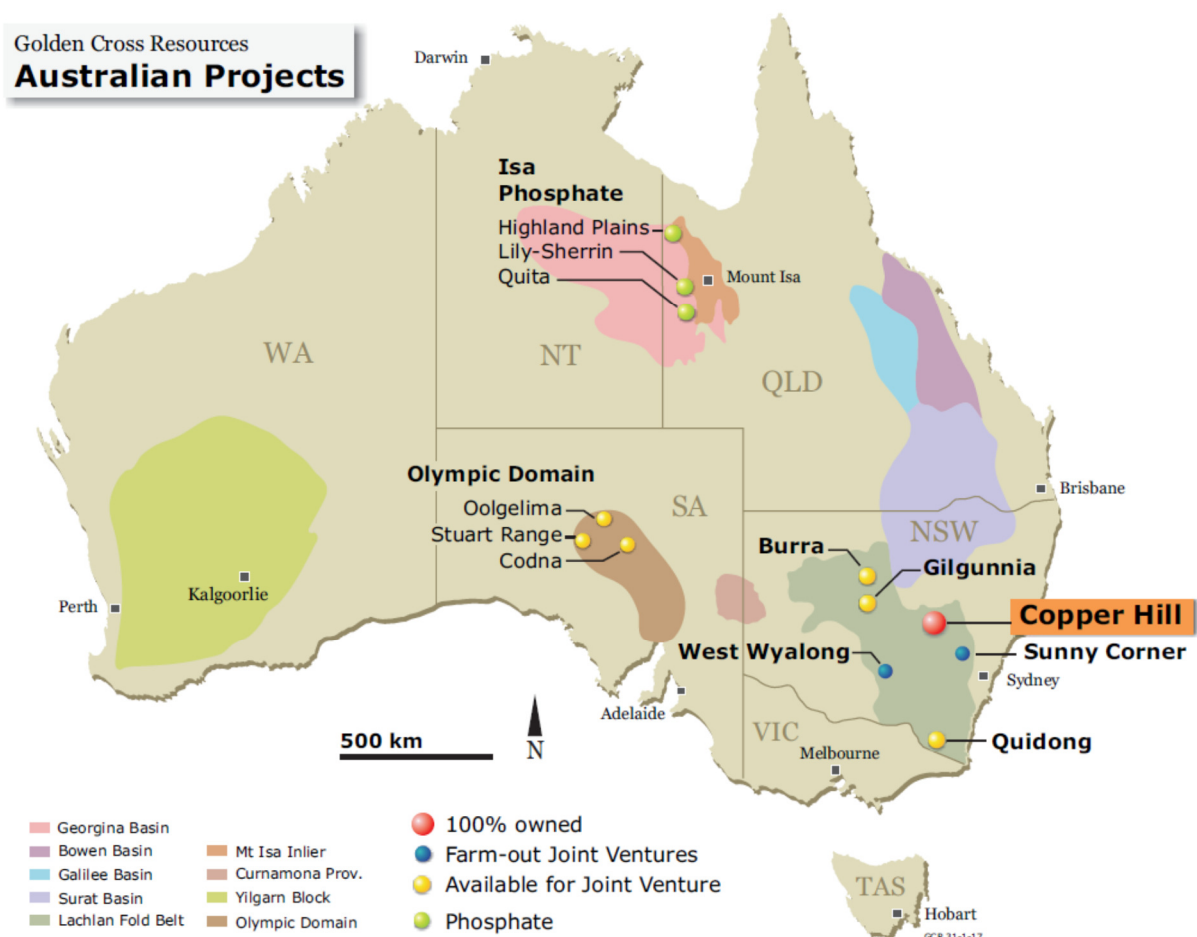 Golden Cross Resources
Australian Projects
Darwin
Isa
Phosphate
Highland Plains
Lily-Sherrin
Quita
Mount Isa
WA
NT
QLD
Olympic Domain
Oolgelima
Stuart Range
Codna
SA
Brisbane
NSW
Burra
Gilgunnia
Kalgoorlie
Perth
Copper Hill
West Wyalong
Sunny Corner
Sydney
Adelaide
500 km
N
VIC
Melbourne
Quidong
Georgina Basin
Bowen Basin
Galilee Basin
Surat Basin
Lachlan Fold Belt
Mt Isa Inlier
Curnamona Prov.
Yilgarn Block
Olympic Domain
100% owned
Farm-out Joint Ventures
Available for Joint Venture
Phosphate
TAS
Hobart